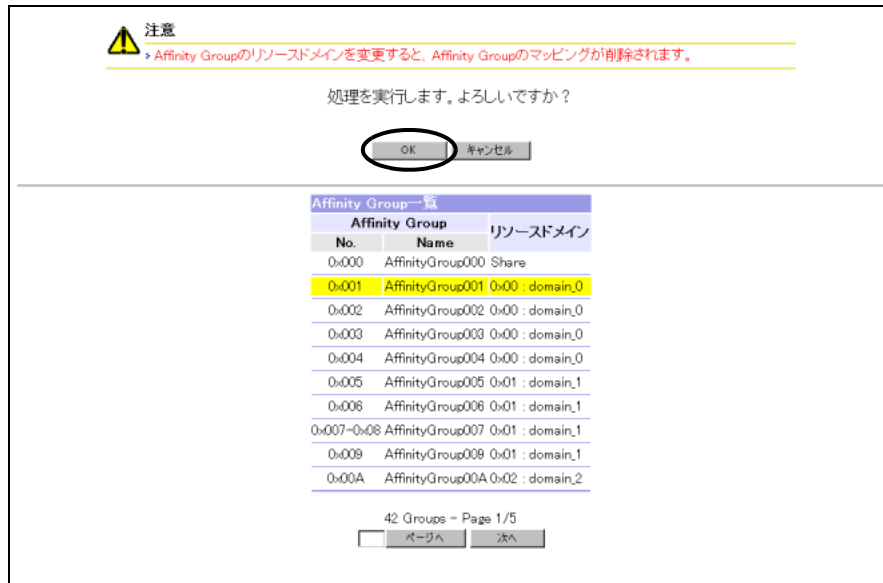 注意
Affinity Groupのリソースドメインを変更すると、Affinity Groupのマッピングが削除されます。
処理を実行します。よろしいですか？
OK キャンセル
Affinity Group一覧
Affinity Group リソースドメイン
No. Name
0x000 AffinityGroup000 Share
0x001 AffinityGroup001 0x00 : domain_0
0x002 AffinityGroup002 0x00 : domain_0
0x003 AffinityGroup003 0x00 : domain_0
0x004 AffinityGroup004 0x00 : domain_0
0x005 AffinityGroup005 0x01 : domain_1
0x006 AffinityGroup006 0x01 : domain_1
0x007-0x08 AffinityGroup007 0x01 : domain_1
0x009 AffinityGroup009 0x01 : domain_1
0x00A AffinityGroup00A 0x02 : domain_2
42 Groups - Page 1/5
ページへ 次へ